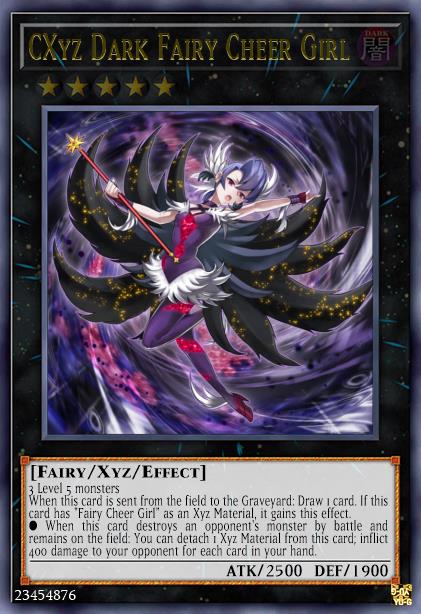 CXyz Dark Fairy Cheer Girl
DARK
闇
[Fairy/Xyz/Effect]
3 Level 5 monsters
When this card is sent from the field to the Graveyard: Draw 1 card. If this
card has "Fairy Cheer Girl" as an Xyz Material, it gains this effect.
● When this card destroys an opponent's monster by battle and
remains on the field: You can detach 1 Xyz Material from this card; inflict
400 damage to your opponent for each card in your hand.
ATK/2500 DEF/1900
23454876